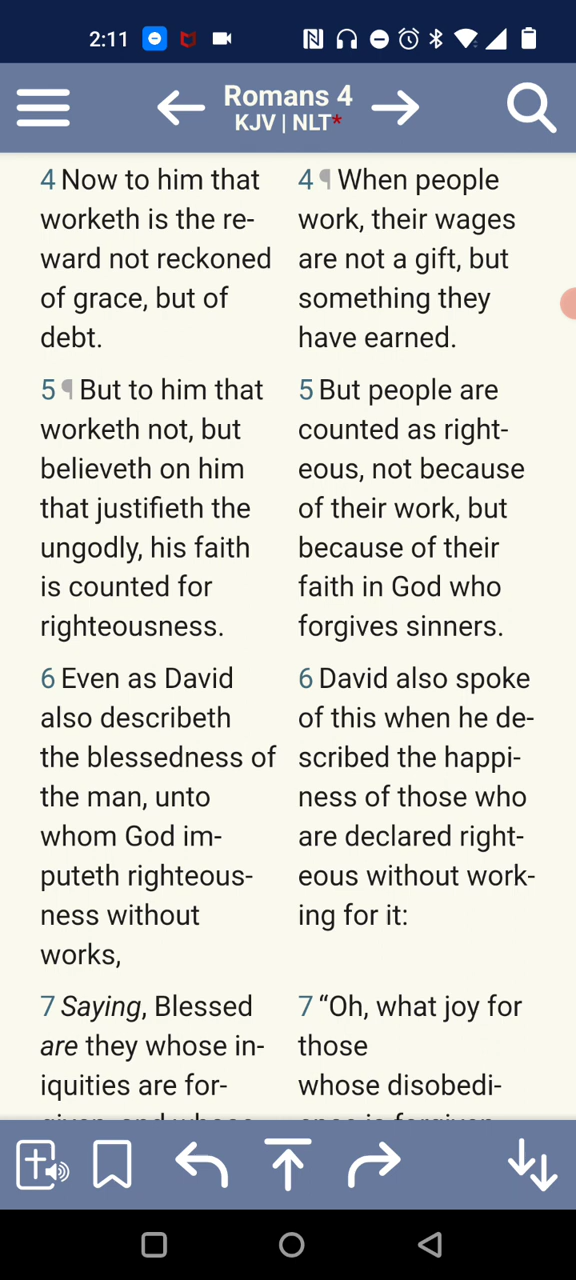 2:11
Romans 4
KJV | NLT*
4 Now to him that
worketh is the re-
ward not reckoned
of grace, but of
debt.
5 ¶ But to him that
worketh not, but
believeth on him
that justifieth the
ungodly, his faith
is counted for
righteousness.
6 Even as David
also describeth
the blessedness of
the man, unto
whom God im-
puteth righteous-
ness without
works,
7 Saying, Blessed
are they whose in-
iquities are for-
4 ¶ When people
work, their wages
are not a gift, but
something they
have earned.
5 But people are
counted as right-
eous, not because
of their work, but
because of their
faith in God who
forgives sinners.
6 David also spoke
of this when he de-
scribed the happi-
ness of those who
are declared right-
eous without work-
ing for it:
7 “Oh, what joy for
those
whose disobedi-